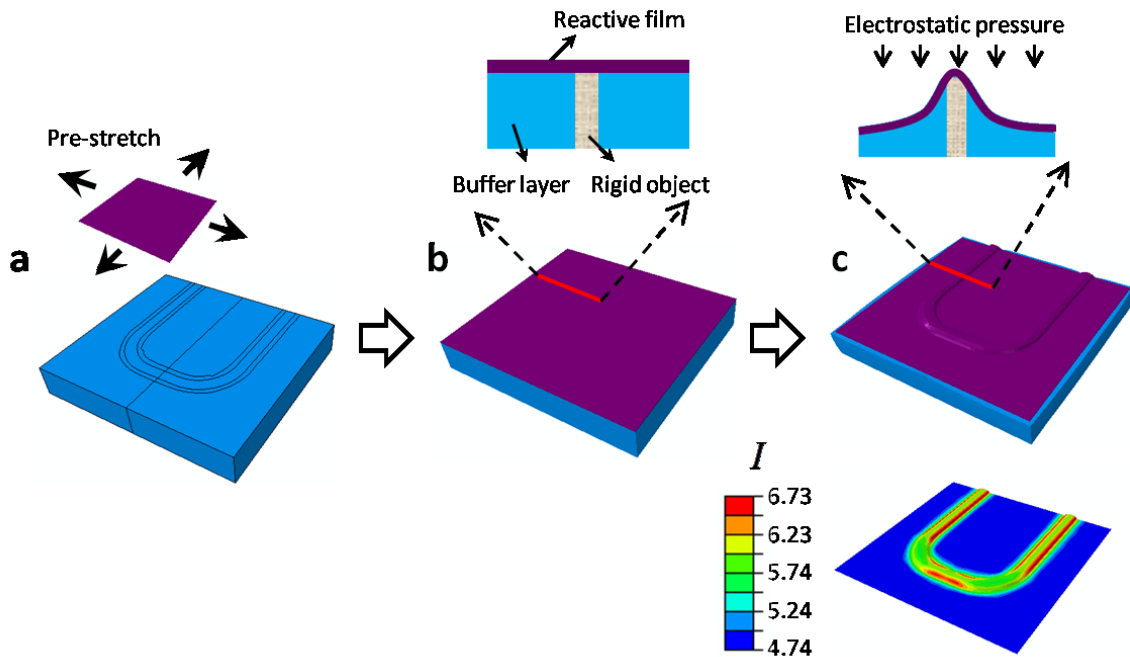 Reactive film
Electrostatic pressure
Pre-stretch
Buffer layer
Rigid object
a
b
c
I
6.73
6.23
5.74
5.24
4.74